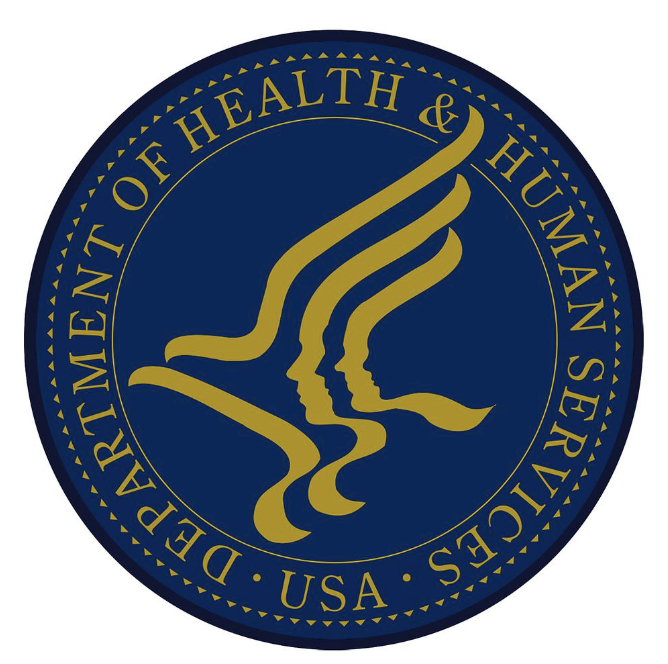 DEPARTMENT OF HEALTH & HUMAN SERVICES
· USA ·